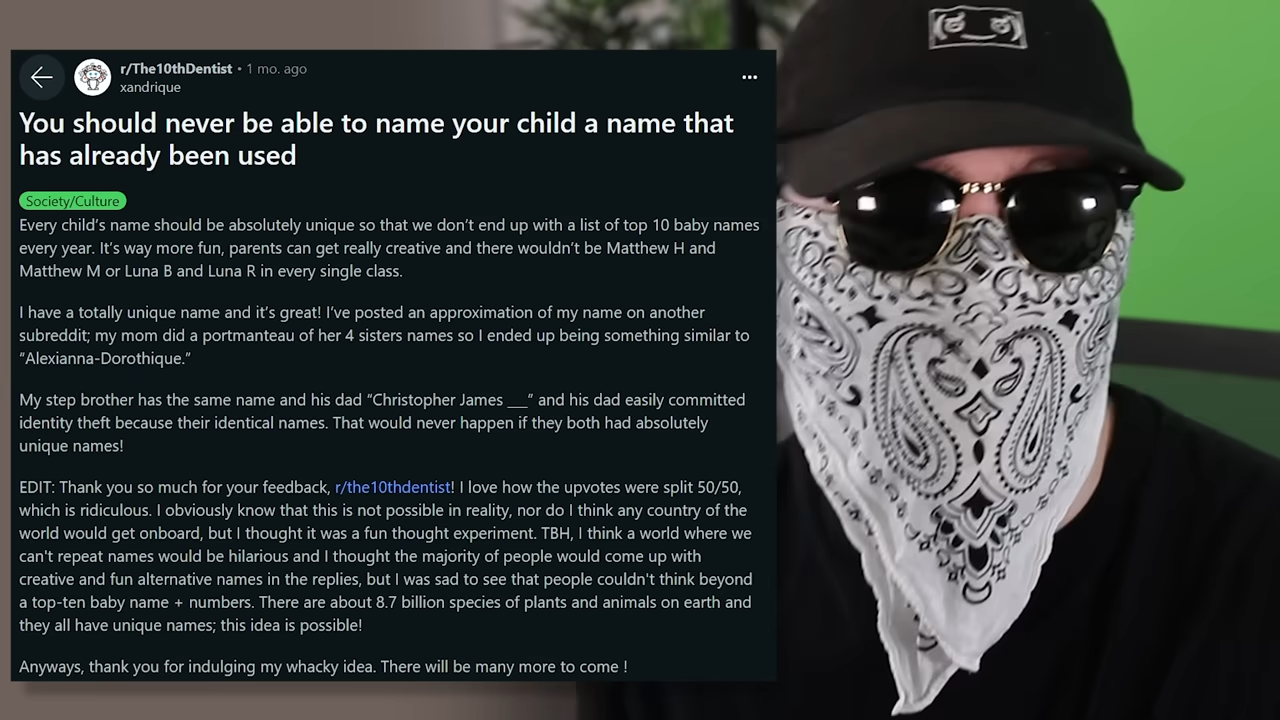 r/The10thDentist • 1 mo. ago
xandrique
You should never be able to name your child a name that
has already been used
Society/Culture
Every child’s name should be absolutely unique so that we don’t end up with a list of top 10 baby names
every year. It’s way more fun, parents can get really creative and there wouldn’t be Matthew H and
Matthew M or Luna B and Luna R in every single class.
I have a totally unique name and it’s great! I’ve posted an approximation of my name on another
subreddit; my mom did a portmanteau of her 4 sisters names so I ended up being something similar to
“Alexianna-Dorothique.”
My step brother has the same name and his dad “Christopher James ___” and his dad easily committed
identity theft because their identical names. That would never happen if they both had absolutely
unique names!
EDIT: Thank you so much for your feedback, r/the10thdentist! I love how the upvotes were split 50/50,
which is ridiculous. I obviously know that this is not possible in reality, nor do I think any country of the
world would get onboard, but I thought it was a fun thought experiment. TBH, I think a world where we
can't repeat names would be hilarious and I thought the majority of people would come up with
creative and fun alternative names in the replies, but I was sad to see that people couldn't think beyond
a top-ten baby name + numbers. There are about 8.7 billion species of plants and animals on earth and
they all have unique names; this idea is possible!
Anyways, thank you for indulging my whacky idea. There will be many more to come !